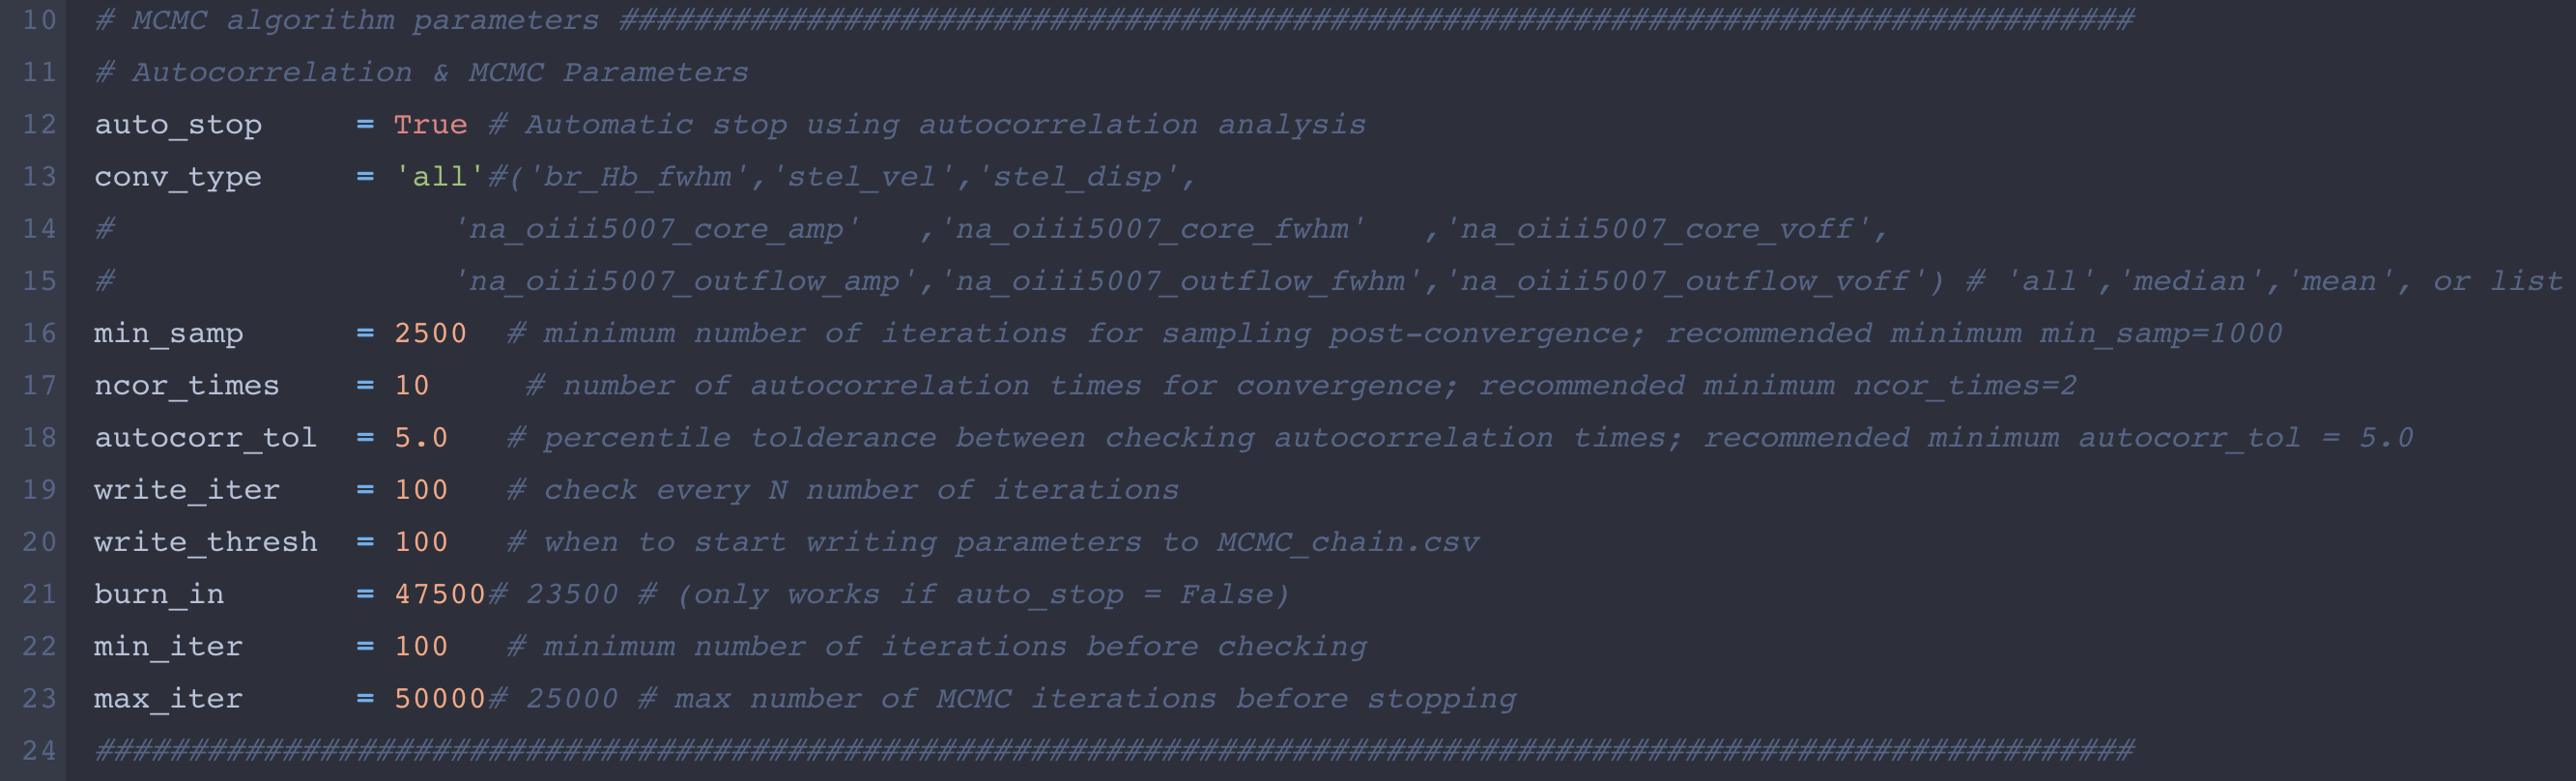 10 # MCMC algorithm parameters #################################################################################
11 # Autocorrelation & MCMC Parameters
12 auto_stop     = True # Automatic stop using autocorrelation analysis
13 conv_type     = 'all'#('br_Hb_fwhm','stel_vel','stel_disp',
14 #                  'na_oiii5007_core_amp'   ,'na_oiii5007_core_fwhm'   ,'na_oiii5007_core_voff',
15 #                  'na_oiii5007_outflow_amp','na_oiii5007_outflow_fwhm','na_oiii5007_outflow_voff') # 'all','median','mean', or list
16 min_samp      = 2500  # minimum number of iterations for sampling post-convergence; recommended minimum min_samp=1000
17 ncor_times    = 10     # number of autocorrelation times for convergence; recommended minimum ncor_times=2
18 autocorr_tol  = 5.0   # percentile tolderance between checking autocorrelation times; recommended minimum autocorr_tol = 5.0
19 write_iter    = 100   # check every N number of iterations
20 write_thresh  = 100   # when to start writing parameters to MCMC_chain.csv
21 burn_in       = 47500# 23500 # (only works if auto_stop = False)
22 min_iter      = 100   # minimum number of iterations before checking
23 max_iter      = 50000# 25000 # max number of MCMC iterations before stopping
24 #############################################################################################################